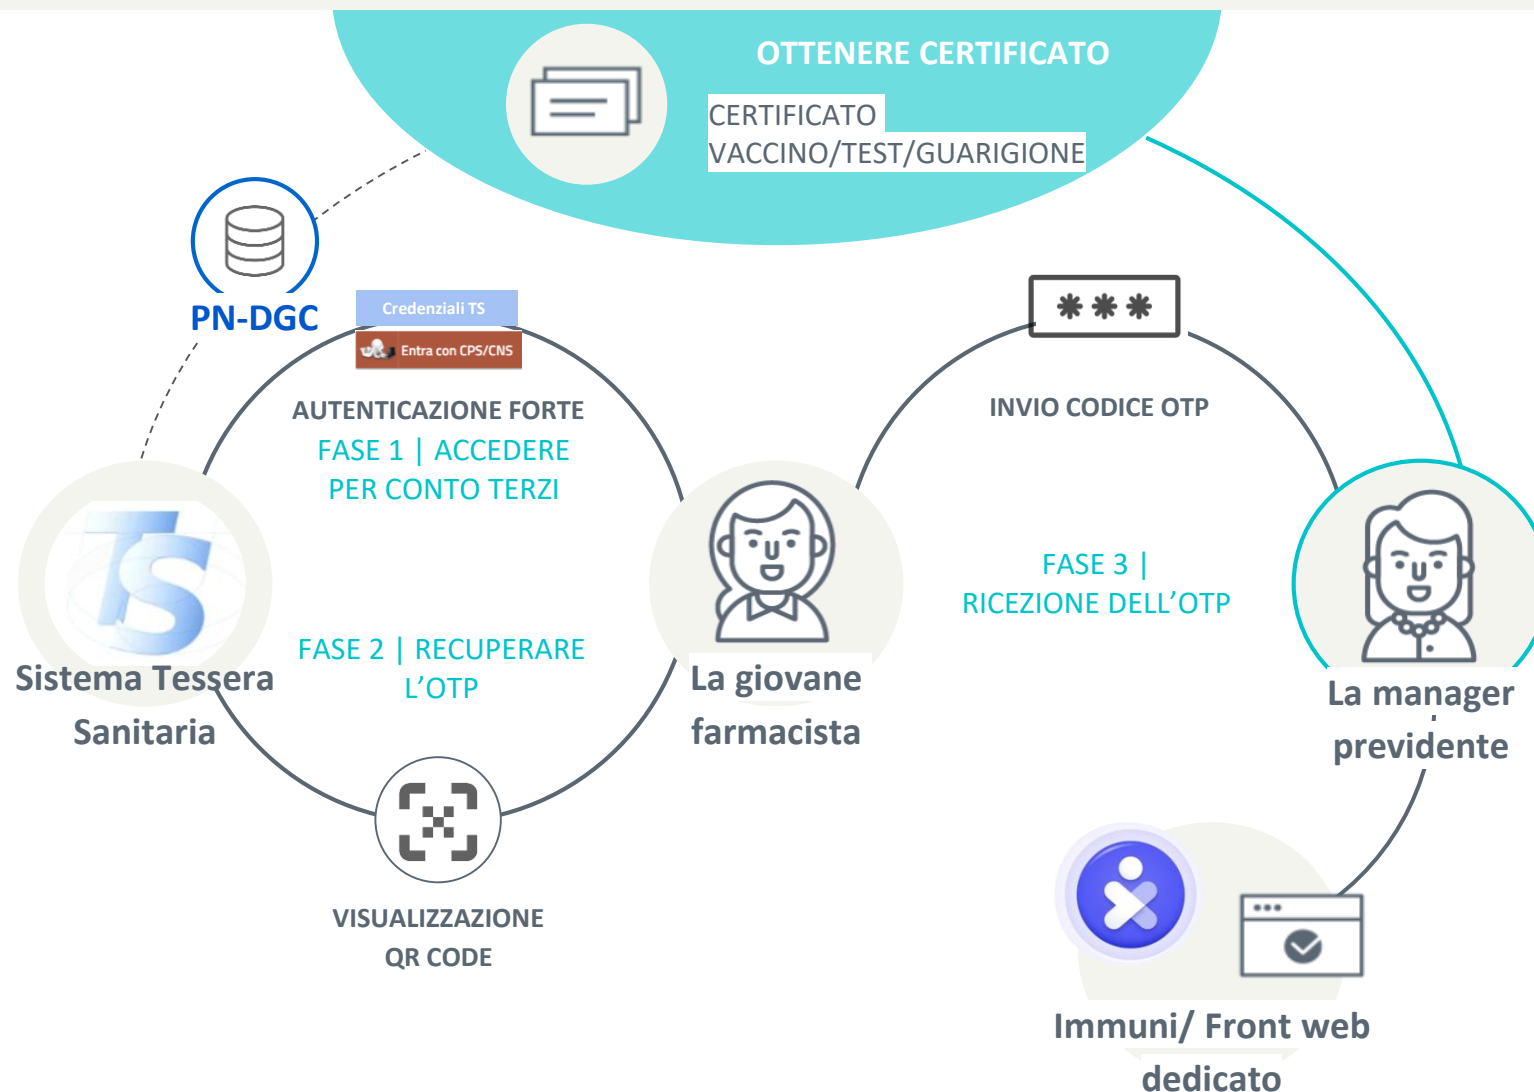 OTTENERE CERTIFICATO
CERTIFICATO
VACCINO/TEST/GUARIGIONE
PN-DGC
Credenziali TS
Entra con CPS/CNS
AUTENTICAZIONE FORTE
FASE 1 | ACCEDERE
PER CONTO TERZI
INVIO CODICE OTP
***
TS
FASE 3 |
RICEZIONE DELL’OTP
FASE 2 | RECUPERARE
L’OTP
Sistema Tessera
Sanitaria
La giovane
farmacista
La manager
previdente
VISUALIZZAZIONE
QR CODE
Immuni/ Front web
dedicato